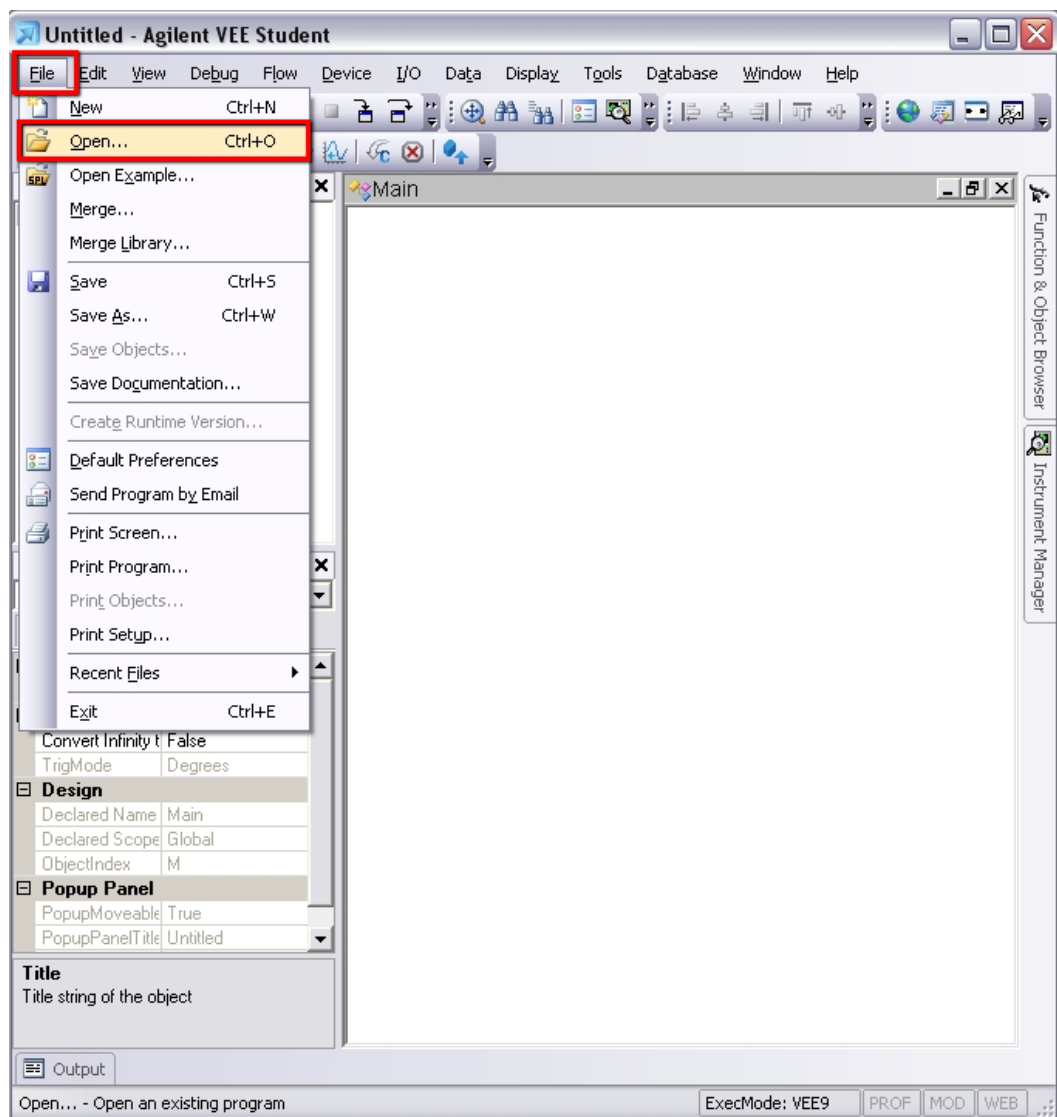 Untitled - Agilent VEE Student
File Edit View Debug Flow Device I/O Data Display Tools Database Window Help
New Ctrl+N
Open... Ctrl+O
SPL
Open Example...
Merge...
Merge Library...
Save Ctrl+S
Save As... Ctrl+W
Save Objects...
Save Documentation...
Create Runtime Version...
Default Preferences
Send Program by Email
Print Screen...
Print Program...
Print Objects...
Print Setup...
Recent Files
Exit Ctrl+E
Main
Function & Object Browser
Instrument Manager
Convert Infinity t False
TrigMode Degrees
Design
Declared Name Main
Declared Scope Global
ObjectIndex M
Popup Panel
PopupMoveable True
PopupPanelTitle Untitled
Title
Title string of the object
Output
Open... - Open an existing program
ExecMode: VEE9 PROF MOD WEB